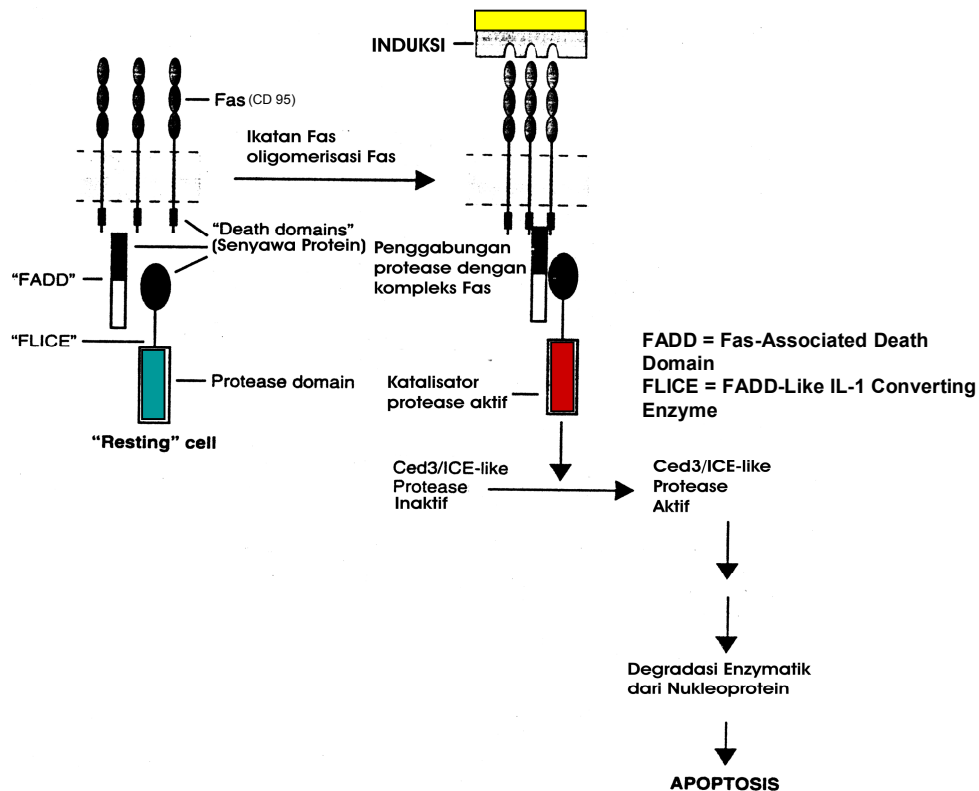 INDUKSI
Fas (CD 95)
Ikatan Fas
oligomerisasi Fas
"Death domains"
(Senyawa Protein)
"FADD"
"FLICE"
Protease domain
"Resting" cell
Penggabungan
protease dengan
kompleks Fas
Katalisator
protease aktif
FADD = Fas-Associated Death
Domain
FLICE = FADD-Like IL-1 Converting
Enzyme
Ced3/ICE-like
Protease
Inaktif
Ced3/ICE-like
Protease
Aktif
Degradasi Enzymatik
dari Nukleoprotein
APOPTOSIS